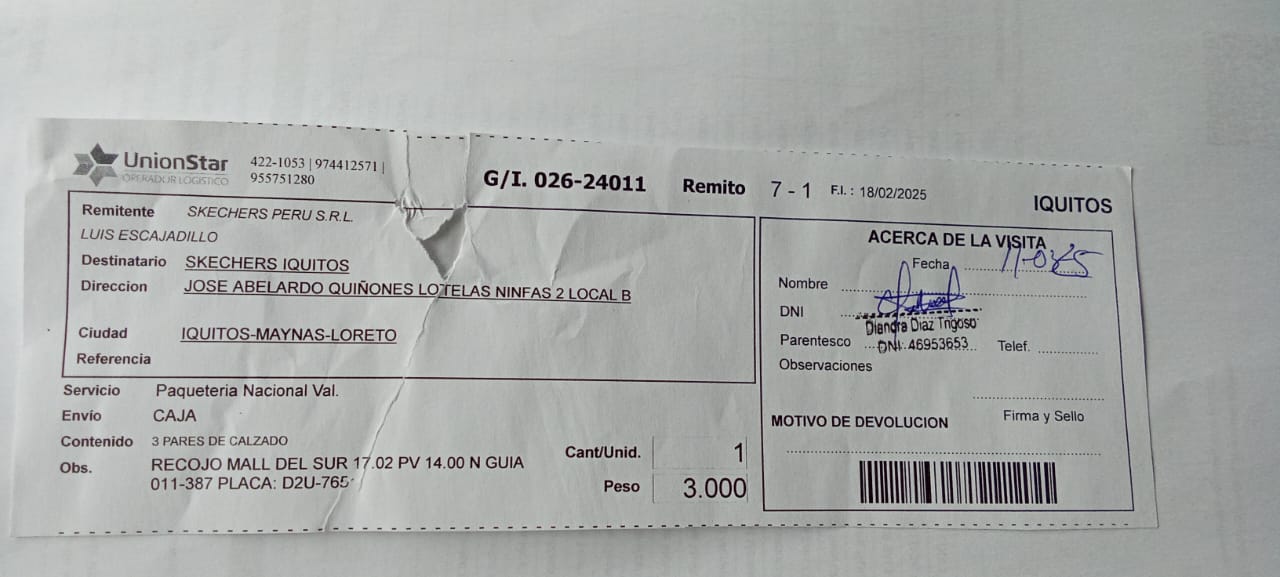 UnionStar
OPERADOR LOGISTICO
422-1053 | 974412571 |
955751280
G/I. 026-24011
Remito 7 - 1
F.I. : 18/02/2025
IQUITOS
Remitente SKECHERS PERU S.R.L.
LUIS ESCAJADILLO
Destinatario SKECHERS IQUITOS
Direccion JOSE ABELARDO QUIÑONES LOTELAS NINFAS 2 LOCAL B
Ciudad IQUITOS-MAYNAS-LORETO
Referencia
Servicio Paqueteria Nacional Val.
Envío CAJA
Contenido 3 PARES DE CALZADO
Obs. RECOJO MALL DEL SUR 17.02 PV 14.00 N GUIA
011-387 PLACA: D2U-765
Cant/Unid. 1
Peso 3.000
ACERCA DE LA VISITA
Fecha
Nombre
DNI
Diandra Diaz Trigoso
Parentesco DNI: 46953653 Telef.
Observaciones
Firma y Sello
MOTIVO DE DEVOLUCION